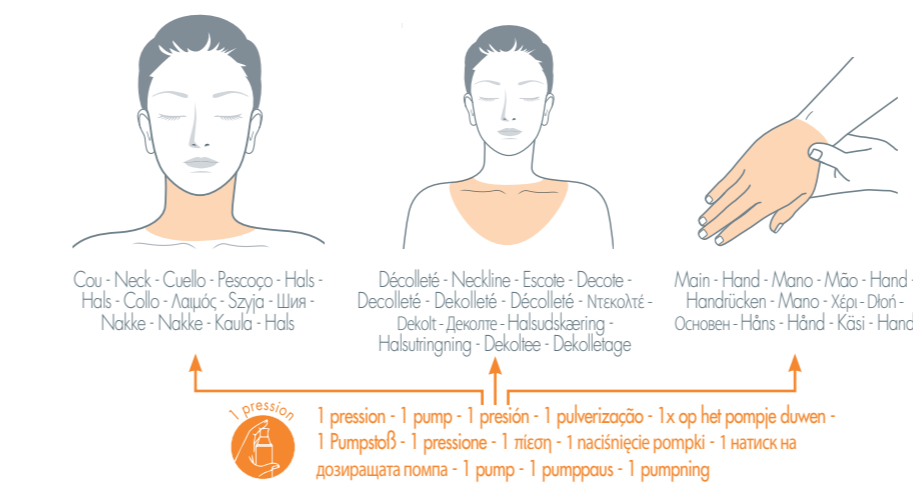 Cou - Neck - Cuello - Pescoço - Hals -
Hals - Collo - Λαιμός - Szyja - Шия -
Nakke - Nakke - Kaula - Hals
Décolleté - Neckline - Escote - Decote -
Decolleté - Dekolleté - Décolleté - Ντεκολτέ -
Dekolt - Деколте - Halsudskæring -
Halsutringning - Dekoltee - Dekolletage
Main - Hand - Mano - Mão - Hand -
Handrücken - Mano - Χέρι - Dłoń -
Основен - Håns - Hånd - Käsi - Hand
1 pression
1 pression - 1 pump - 1 presión - 1 pulverização - 1x op het pompje duwen -
1 Pumpstoß - 1 pressione - 1 πίεση - 1 naciśnięcie pompki - 1 натиск на
дозиращата помпа - 1 pump - 1 pumppaus - 1 pumpning